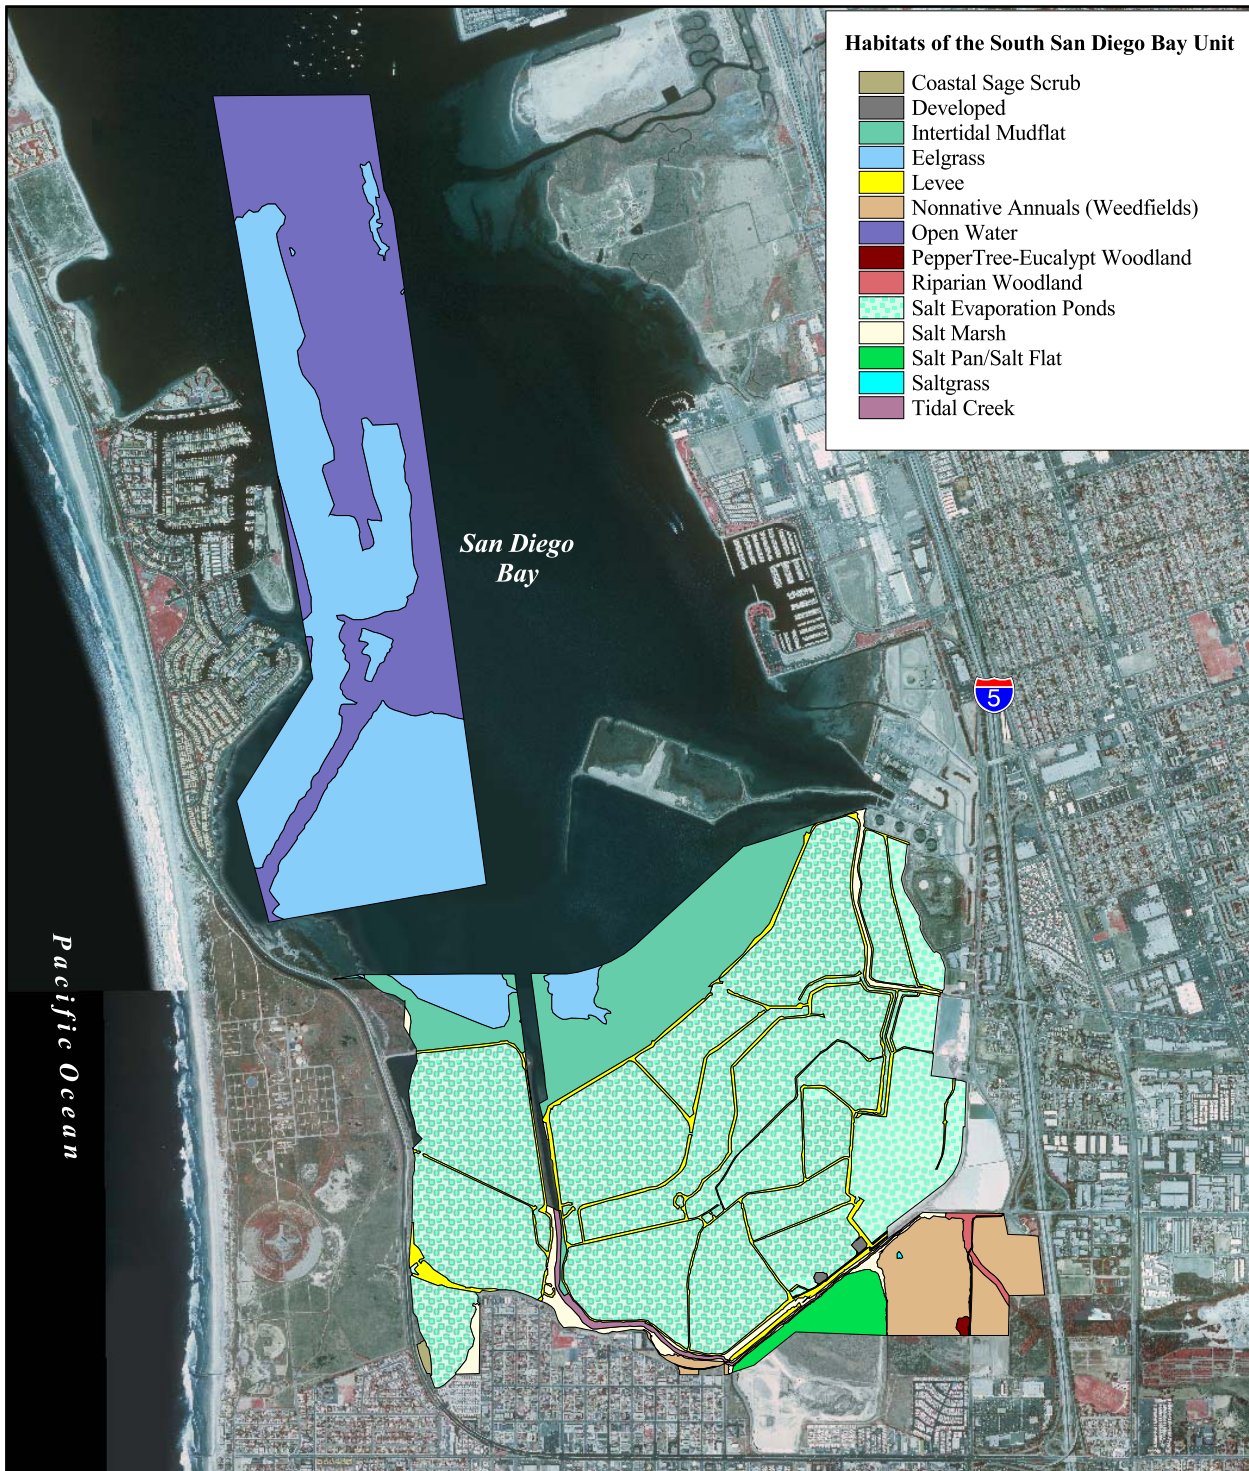 Habitats of the South San Diego Bay Unit
Coastal Sage Scrub
Developed
Intertidal Mudflat
Eelgrass
Levee
Nonnative Annuals (Weedfields)
Open Water
PepperTree-Eucalypt Woodland
Riparian Woodland
Salt Evaporation Ponds
Salt Marsh
Salt Pan/Salt Flat
Saltgrass
Tidal Creek
San Diego
Bay
5
Pacific Ocean